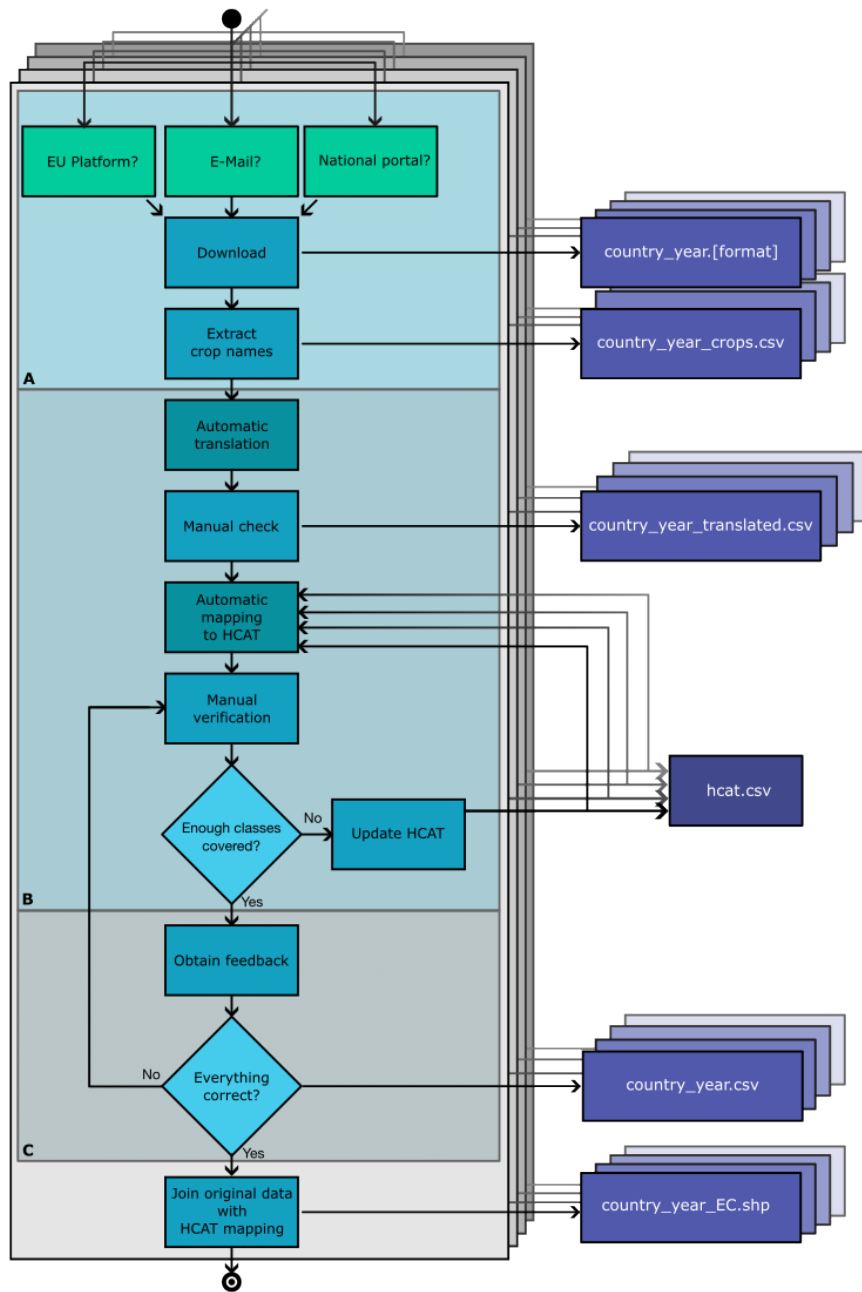 EU Platform?
E-Mail?
National portal?
Download
country_year.[format]
Extract
crop names
country_year_crops.csv
A
Automatic
translation
Manual check
country_year_translated.csv
Automatic
mapping
to HCAT
Manual
verification
hcat.csv
Enough classes
covered?
No
Update HCAT
B
Yes
Obtain feedback
No
Everything
correct?
country_year.csv
C
Yes
Join original data
with
HCAT mapping
country_year_EC.shp